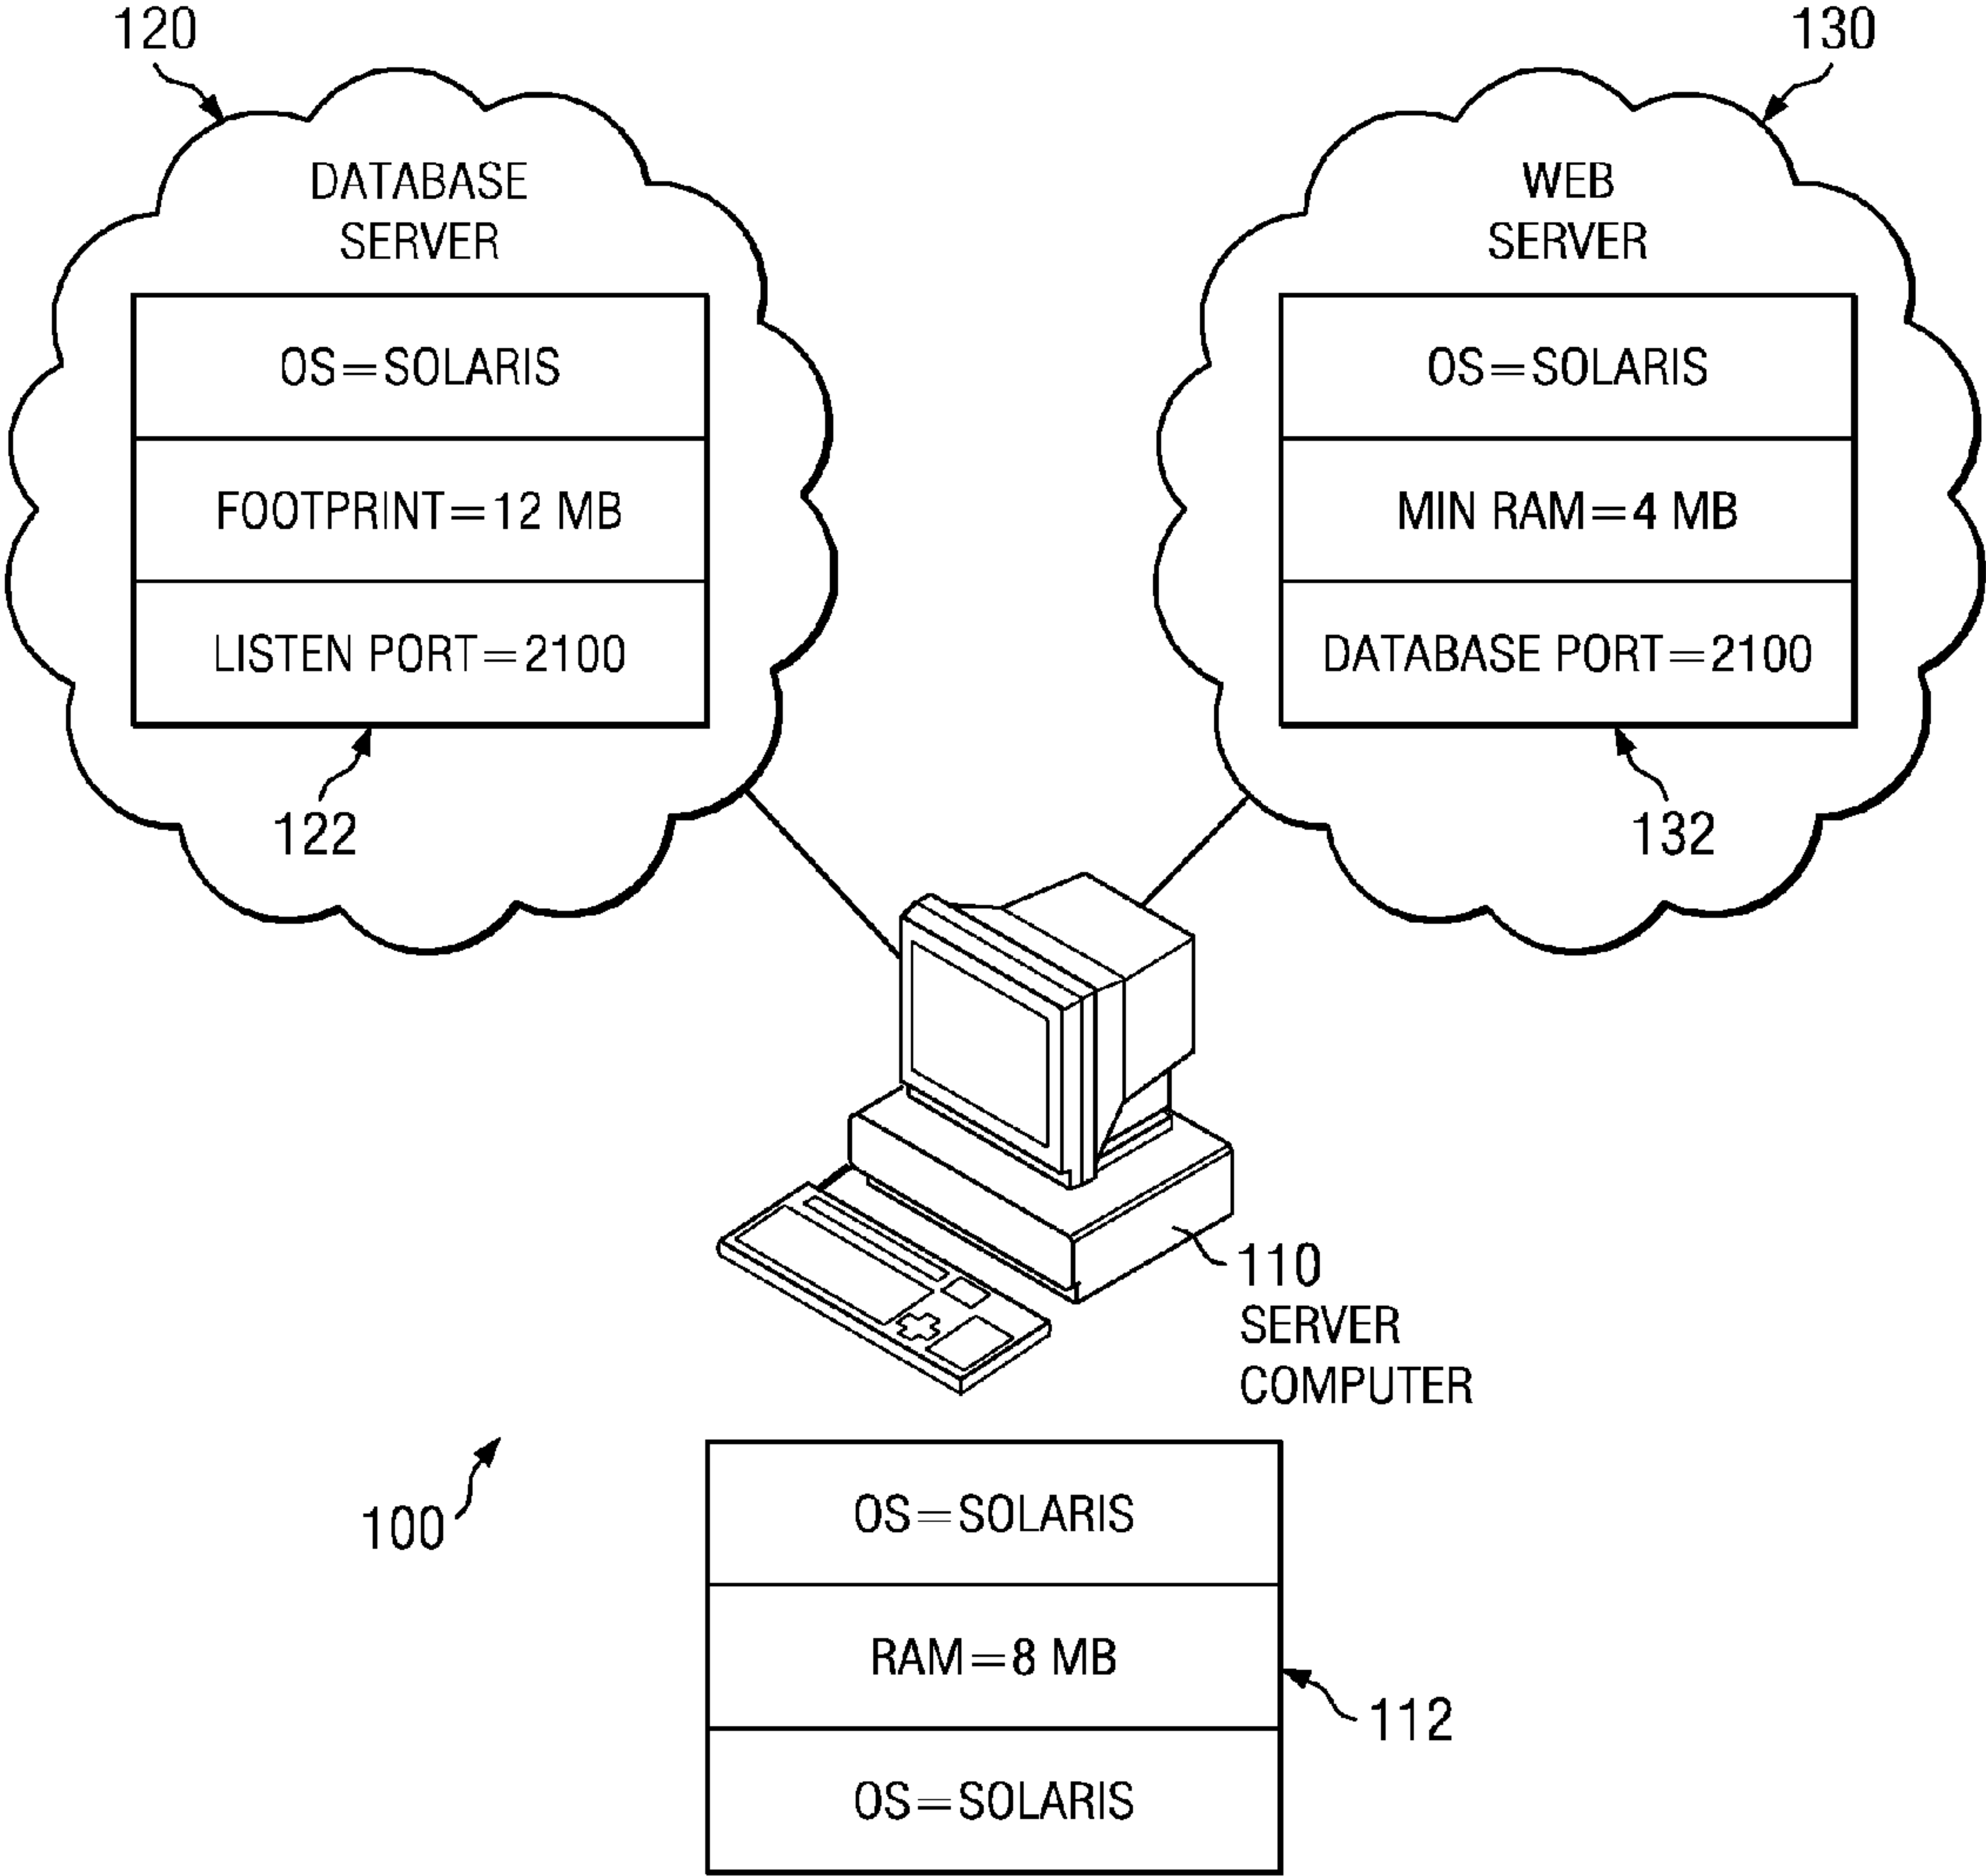 120
130
DATABASE
SERVER
OS=SOLARIS
FOOTPRINT=12 MB
LISTEN PORT=2100
122
WEB
SERVER
OS=SOLARIS
MIN RAM=4 MB
DATABASE PORT=2100
132
110
SERVER
COMPUTER
100
OS=SOLARIS
RAM=8 MB
OS=SOLARIS
112